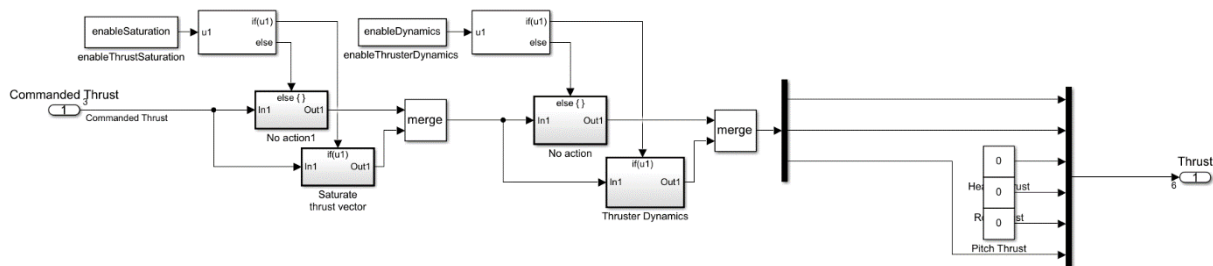 enableSaturation
enableThrustSaturation
u1
if(u1)
else
enableDynamics
enableThrusterDynamics
u1
if(u1)
else
Commanded Thrust
1
3
Commanded Thrust
else { }
In1
Out1
No action1
if(u1)
In1
Out1
Saturate
thrust vector
merge
else { }
In1
Out1
No action
if(u1)
In1
Out1
Thruster Dynamics
merge
0
0
0
Pitch Thrust
Thrust
1
6